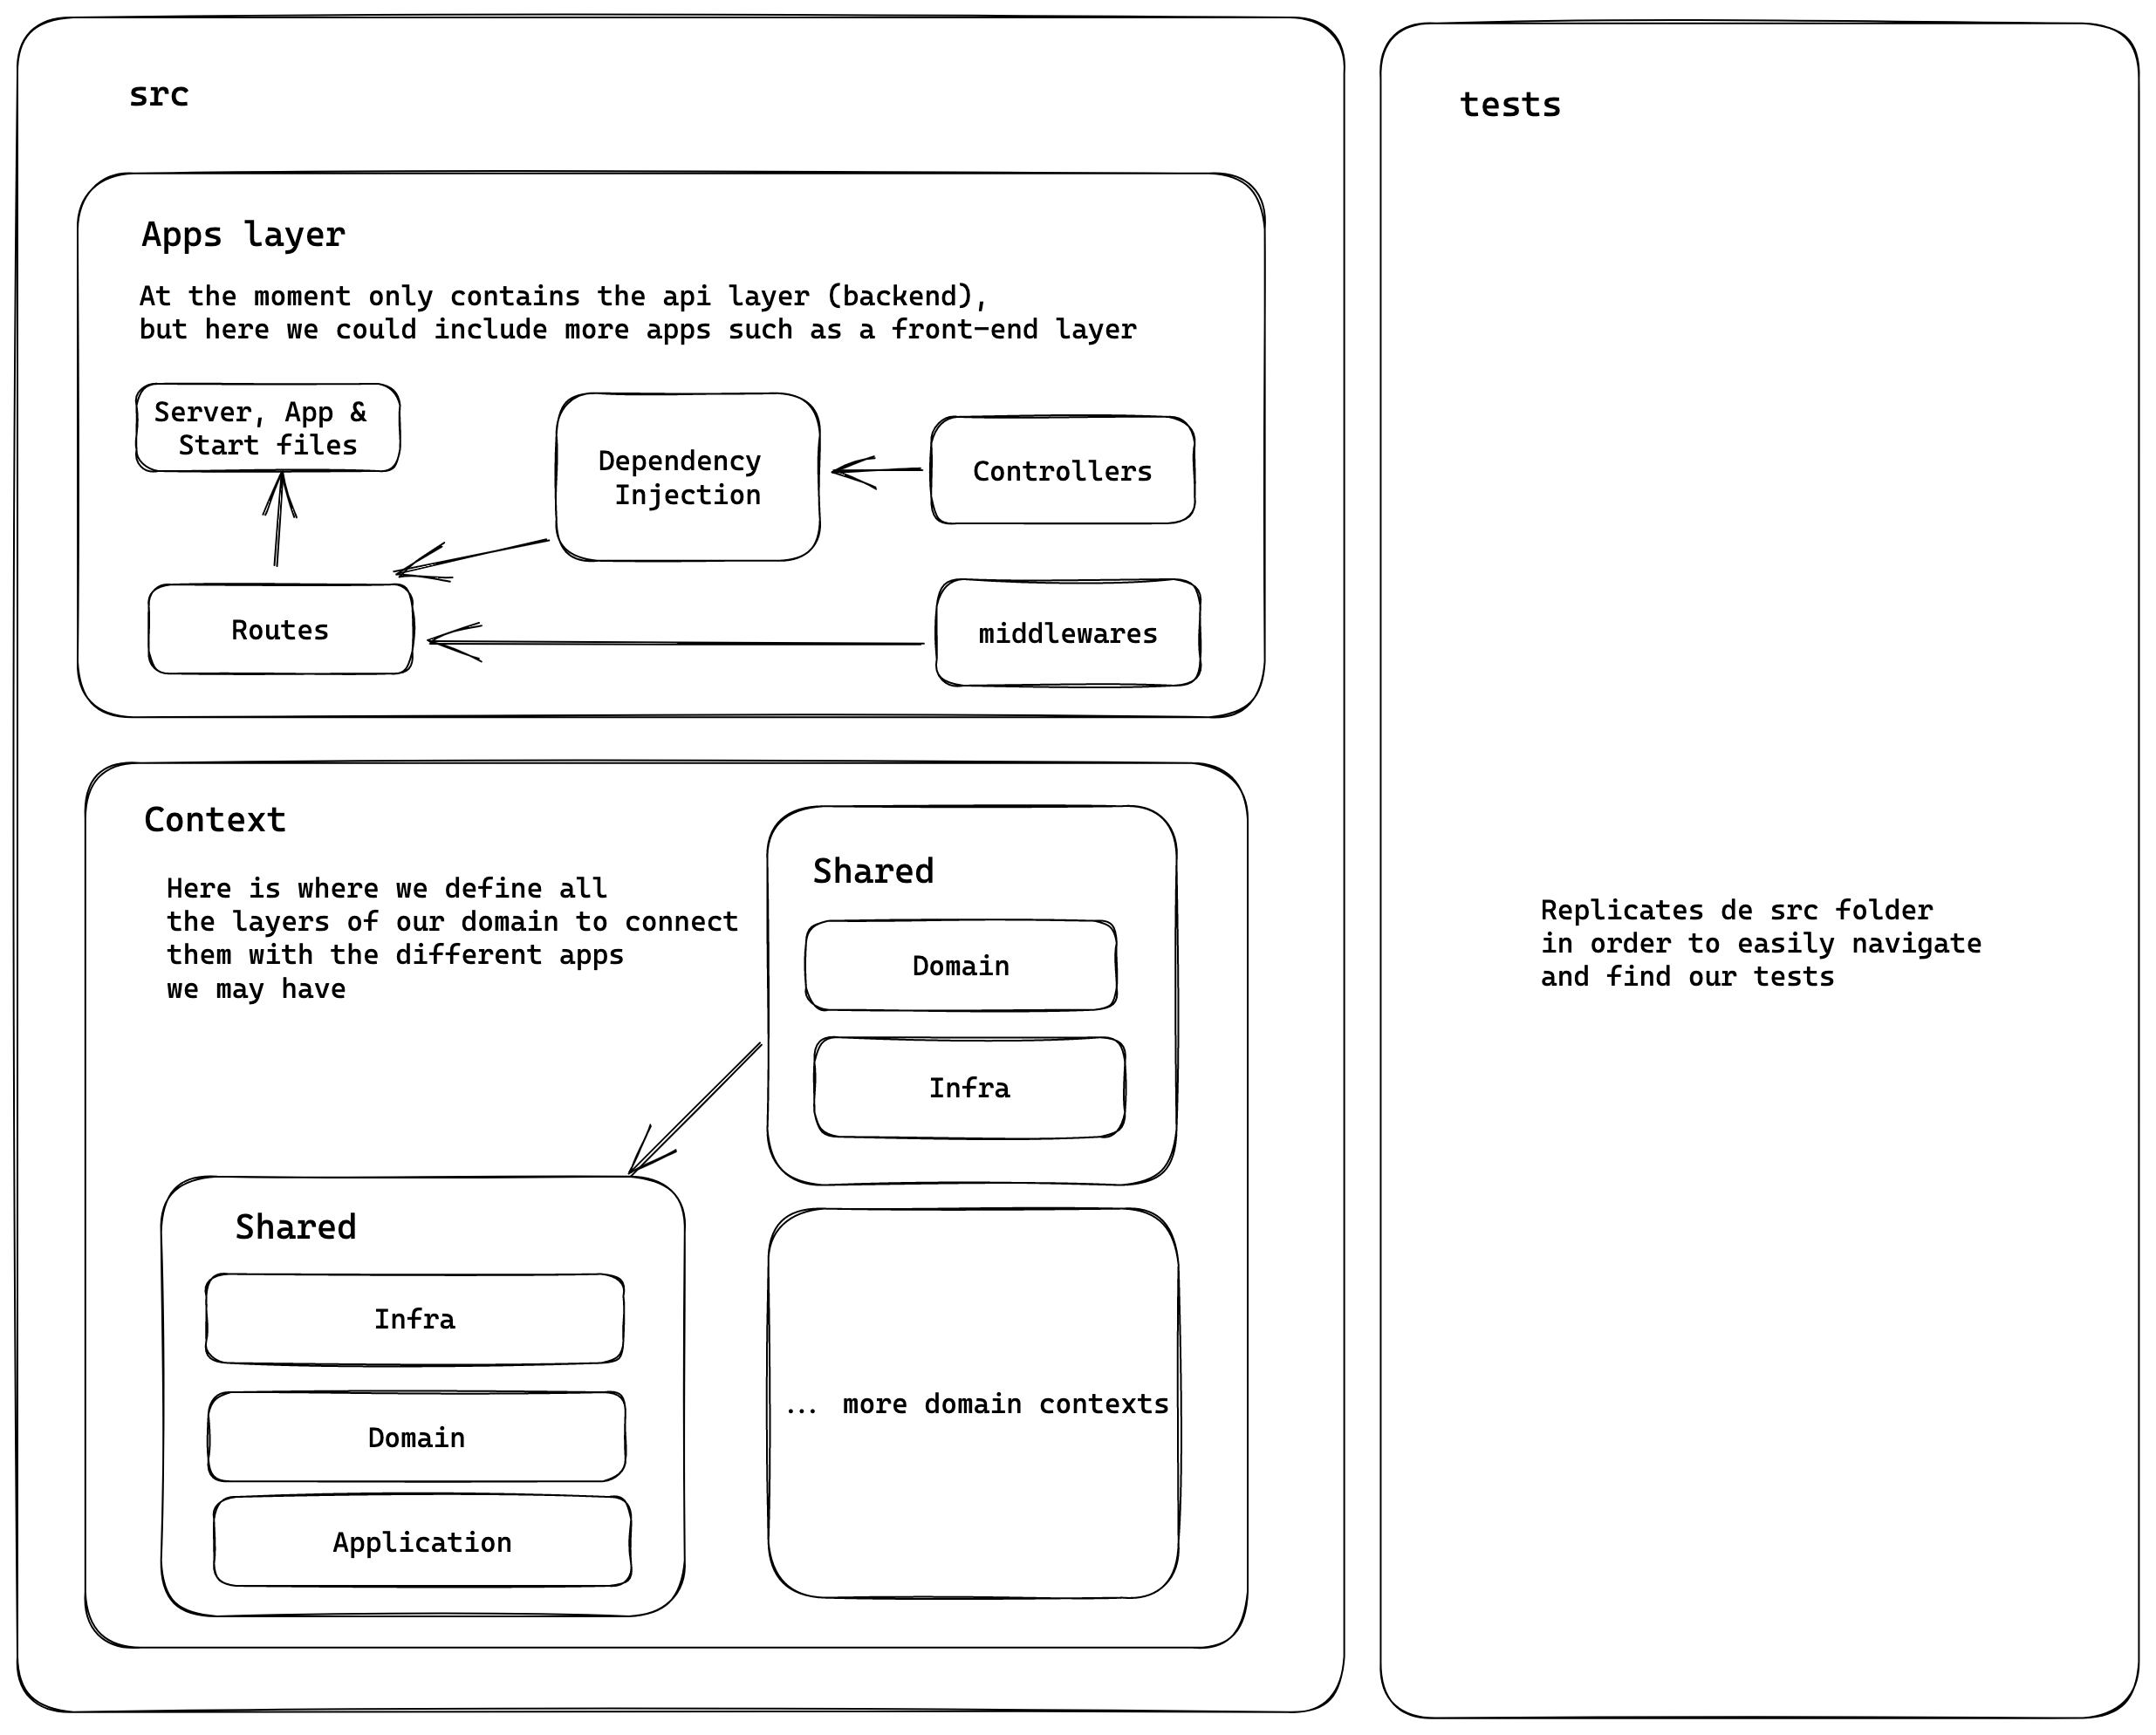 src
Apps layer
At the moment only contains the api layer (backend),
but here we could include more apps such as a front-end layer
Server, App &
Start files
Dependency
Injection
Controllers
Routes
middlewares
Context
Here is where we define all
the layers of our domain to connect
them with the different apps
we may have
Shared
Domain
Infra
Shared
Infra
Domain
Application
... more domain contexts
tests
Replicates de src folder
in order to easily navigate
and find our tests